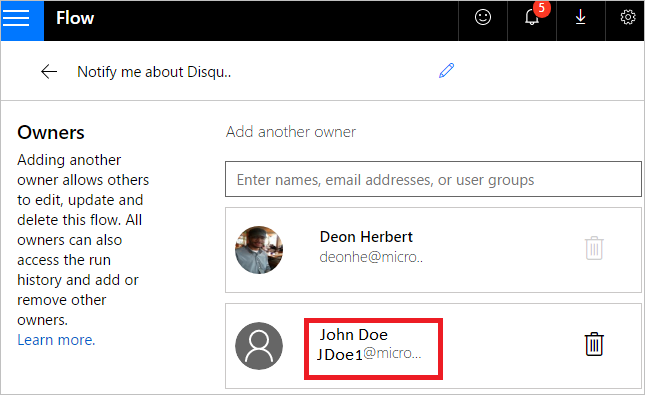 Flow
5
Notify me about Disqu..
Owners
Adding another
owner allows others
to edit, update and
delete this flow. All
owners can also
access the run
history and add or
remove other
owners.
Learn more.
Add another owner
Enter names, email addresses, or user groups
Deon Herbert
deonhe@micro..
John Doe
JDoe1@micro...